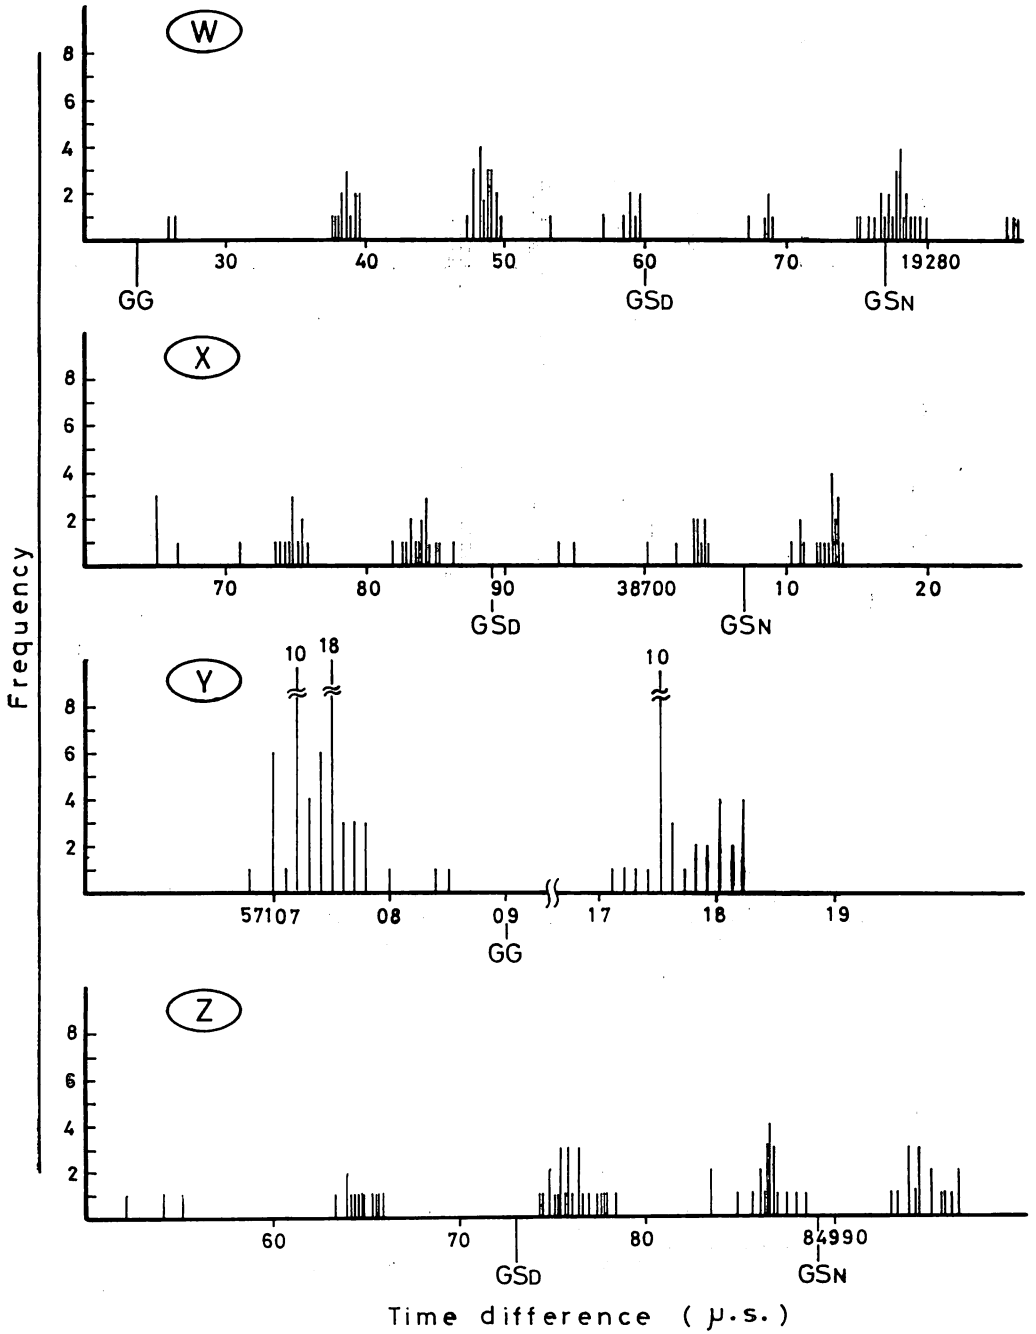 W
8
6
4
2
30 40 50 60 70 19280
GG GSD GSN
X
8
6
4
2
70 80 90 38700 10 20
GSD GSN
10 18 10
Y
8
6
4
2
57107 08 09 17 18 19
GG
Z
8
6
4
2
60 70 80 84990
GSD GSN
Frequency
Time difference (μ.s.)